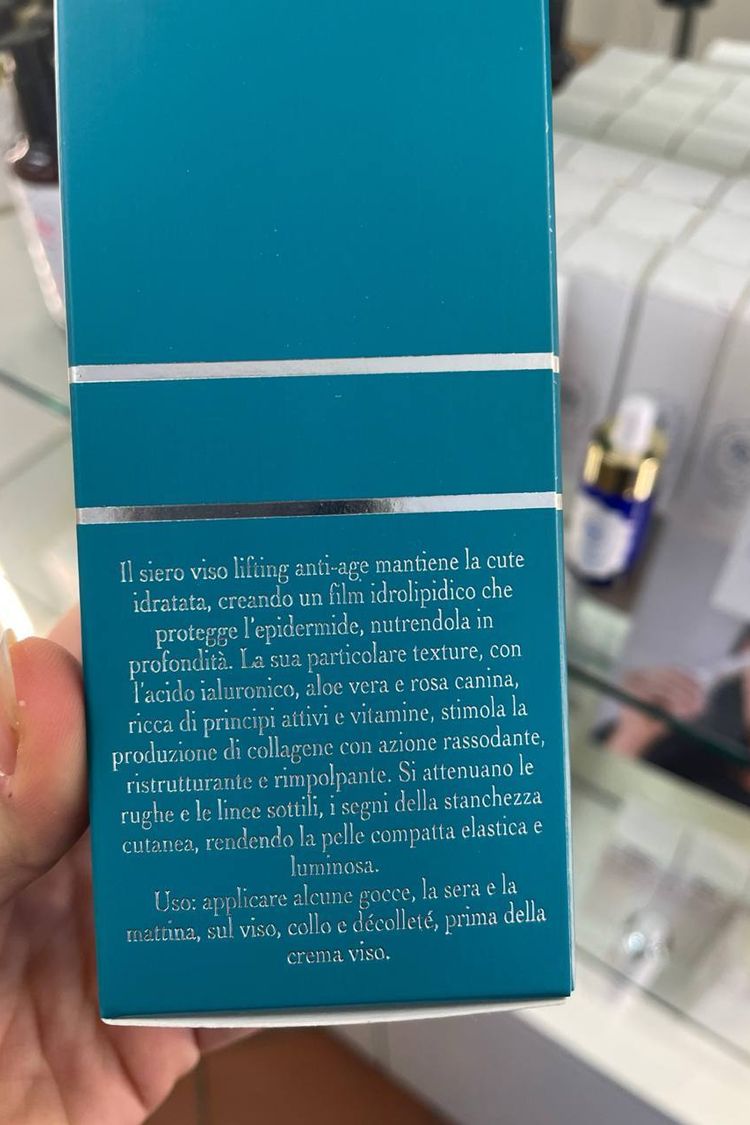 Il siero viso lifting anti-age mantiene la cute
idratata, creando un film idrolipidico che
protegge l'epidermide, nutrendola in
profondità. La sua particolare texture, con
l'acido ialuronico, aloe vera e rosa canina,
ricca di principi attivi e vitamine, stimola la
produzione di collagene con azione rassodante,
ristrutturante e rimpolpante. Si attenuano le
rughe e le linee sottili, i segni della stanchezza
cutanea, rendendo la pelle compatta elastica e
luminosa.
Uso: applicare alcune gocce, la sera e la
mattina, sul viso, collo e décolleté, prima della
crema viso.